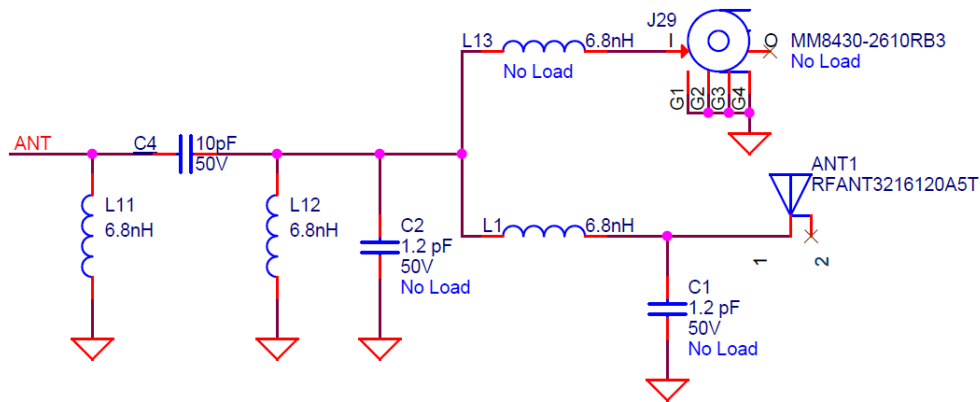 J29
L13
6.8nH
I
O
MM8430-2610RB3
No Load
No Load
G1
G2
G3
G4
ANT
C4
10pF
50V
ANT1
RFANT3216120A5T
L11
6.8nH
L12
6.8nH
C2
1.2 pF
50V
No Load
L1
6.8nH
1
2
C1
1.2 pF
50V
No Load